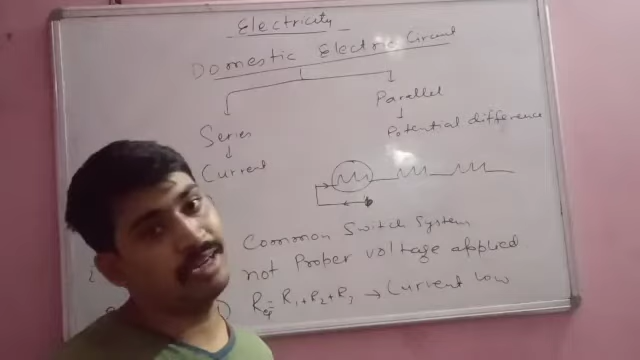 Electricity
Domestic Electric Circuit
Series
Parallel
Current
Potential difference
Common Switch System
not Proper voltage applied
Req = R1 + R2 + R3 → Current low